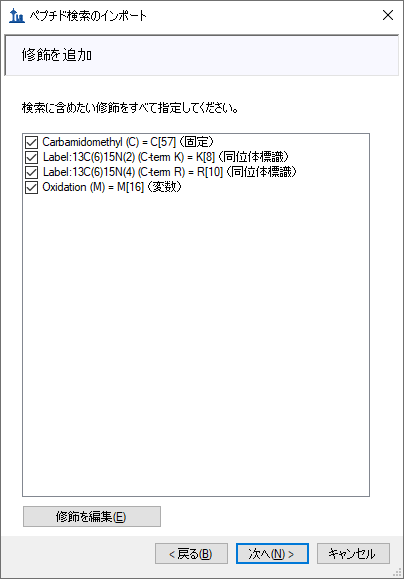 ペプチド検索のインポート
修飾を追加
検索に含めたい修飾をすべて指定してください。
Carbamidomethyl (C) = C[57] (固定)
Label:13C(6)15N(2) (C-term K) = K[8] (同位体標識)
Label:13C(6)15N(4) (C-term R) = R[10] (同位体標識)
Oxidation (M) = M[16] (変数)
修飾を編集(E)
< 戻る(B)
次へ(N) >
キャンセル